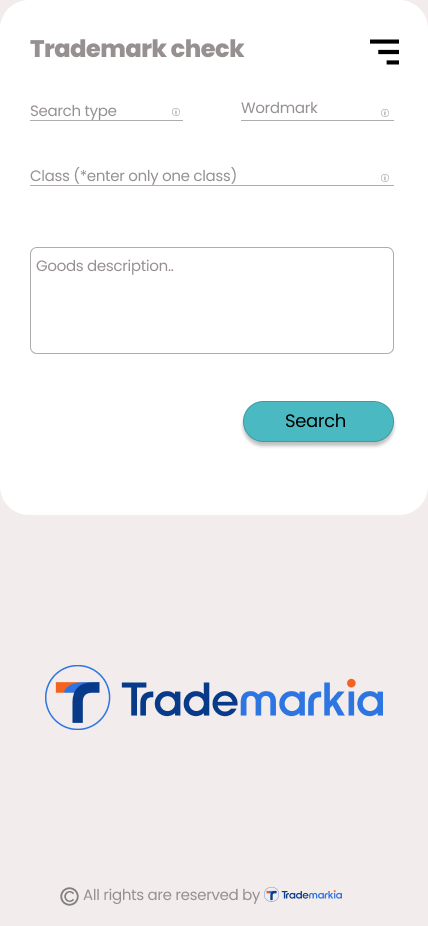 Trademark check
Search type
Wordmark
Class (*enter only one class)
Goods description..
Search
Trademarkia
© All rights are reserved by Trademarkia